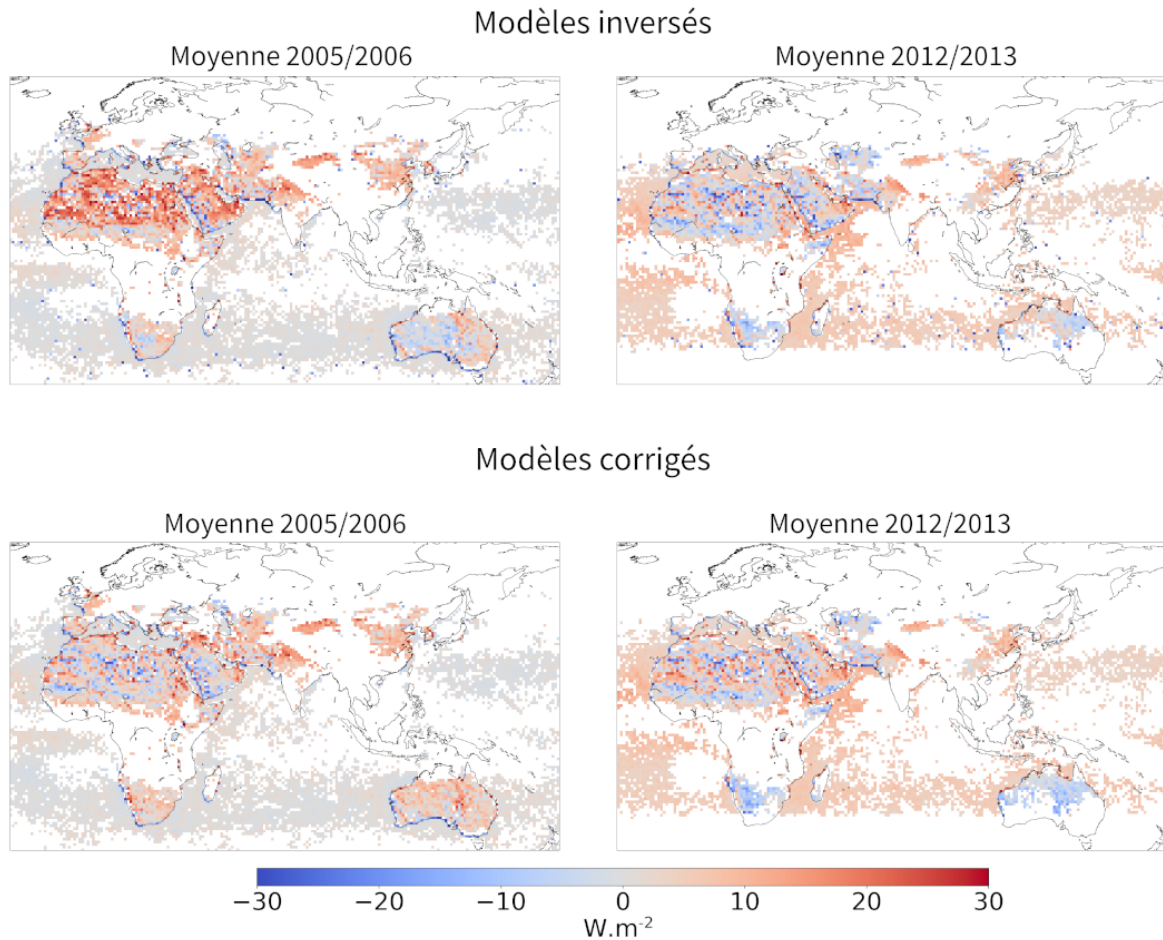 Modèles inversés
Moyenne 2005/2006
Moyenne 2012/2013
Modèles corrigés
Moyenne 2005/2006
Moyenne 2012/2013
−30
−20
−10
0
10
20
30
W.m⁻²